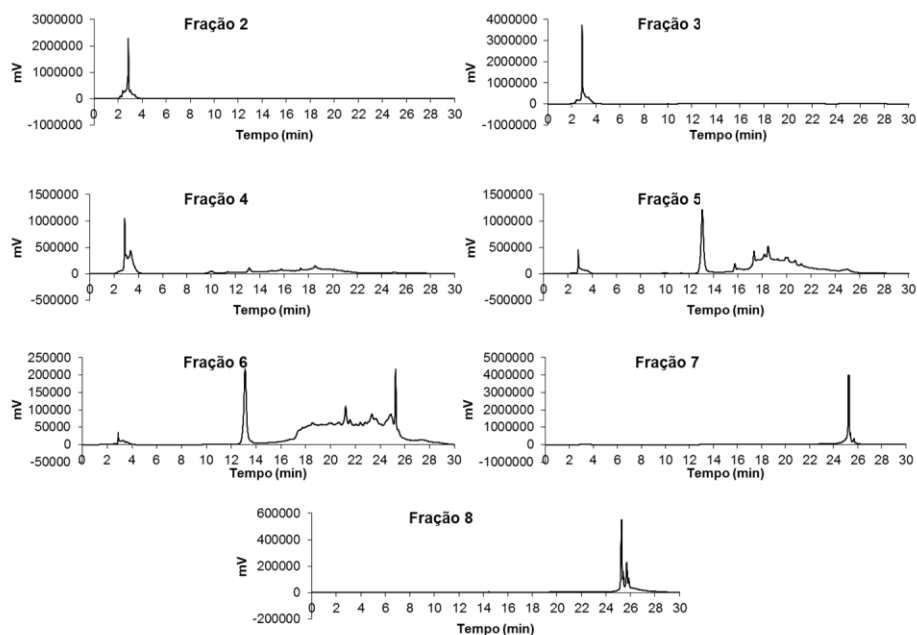 Fração 2
3000000
2000000
1000000
0
-1000000
mV
0 2 4 6 8 10 12 14 16 18 20 22 24 26 28 30
Tempo (min)
Fração 3
4000000
3000000
2000000
1000000
0
-1000000
mV
0 2 4 6 8 10 12 14 16 18 20 22 24 26 28 30
Tempo (min)
Fração 4
1500000
1000000
500000
0
-500000
mV
0 2 4 6 8 10 12 14 16 18 20 22 24 26 28 30
Tempo (min)
Fração 5
1500000
1000000
500000
0
-500000
mV
0 2 4 6 8 10 12 14 16 18 20 22 24 26 28 30
Tempo (min)
Fração 6
250000
200000
150000
100000
50000
0
-50000
mV
0 2 4 6 8 10 12 14 16 18 20 22 24 26 28 30
Tempo (min)
Fração 7
5000000
4000000
3000000
2000000
1000000
0
-1000000
mV
0 2 4 6 8 10 12 14 16 18 20 22 24 26 28 30
Tempo (min)
Fração 8
600000
400000
200000
0
-200000
mV
0 2 4 6 8 10 12 14 16 18 20 22 24 26 28 30
Tempo (min)